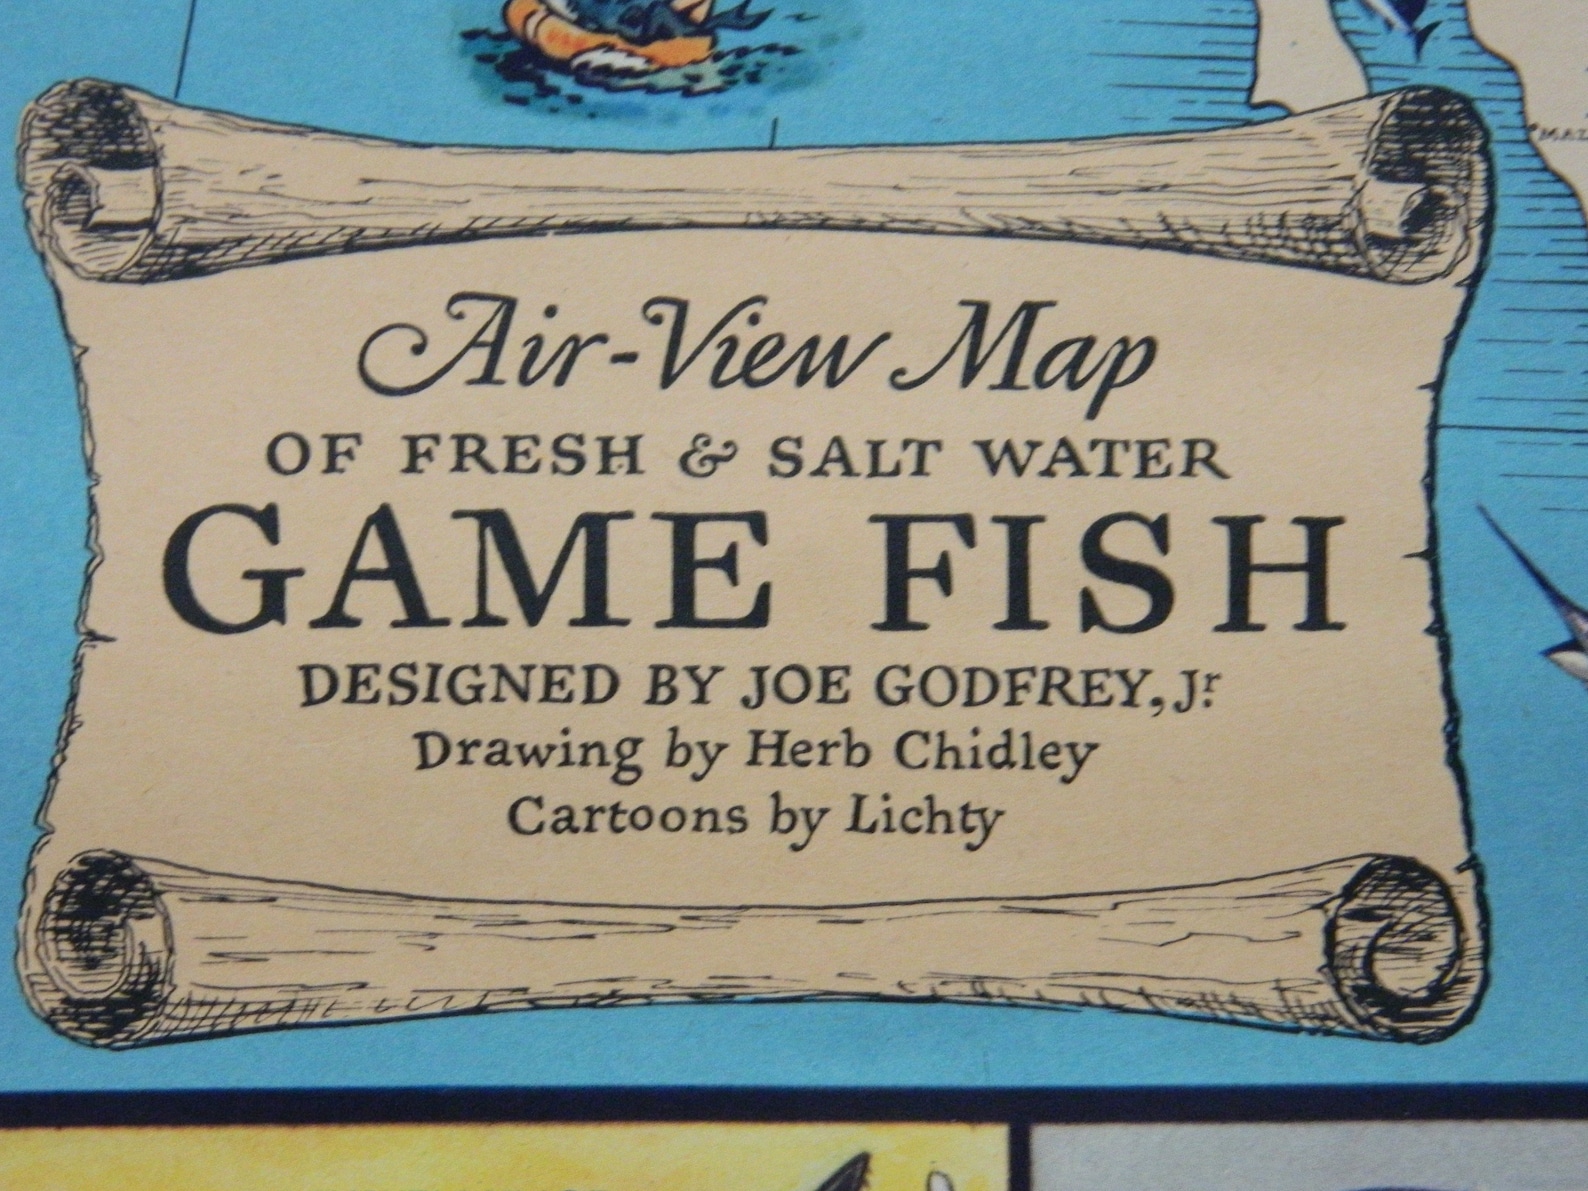 Air-View Map
OF FRESH & SALT WATER
GAME FISH
DESIGNED BY JOE GODFREY, Jr.
Drawing by Herb Chidley
Cartoons by Lichty